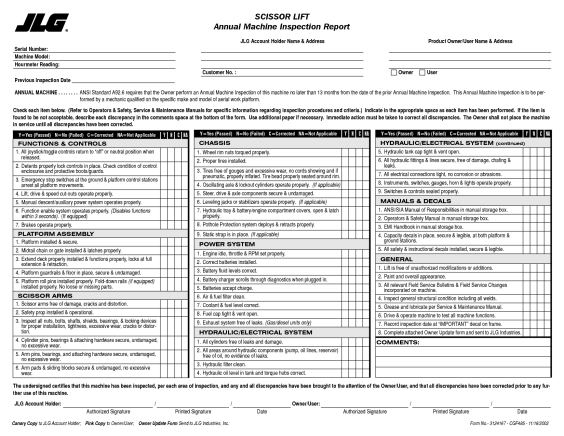 JLG
SCISSOR LIFT
Annual Machine Inspection Report
JLG Account Holder Name & Address
Product Owner/User Name & Address
Serial Number:
Machine Model:
Hourmeter Reading:
Customer No. :
Owner User
Previous Inspection Date
ANNUAL MACHINE . . . . . . . . ANSI Standard A92.6 requires that the Owner perform an Annual Machine Inspection of this machine no later than 13 months from the date of the prior Annual Machine Inspection. This Annual Machine Inspection is to be per-
formed by a mechanic qualified on the specific make and model of aerial work platform.
Check each item below. (Refer to Operators & Safety, Service & Maintenance Manuals for specific information regarding inspection procedures and criteria.) Indicate in the appropriate space as each item has been performed. If the item is
found to be not acceptable, describe each discrepancy in the comments space at the bottom of the form. Use additional paper if necessary. Immediate action must be taken to correct all discrepancies. The Owner shall not place the machine
in service until all discrepancies have been corrected.
Y=Yes (Passed) N=No (Failed) C=Corrected NA=Not Applicable Y N C NA
FUNCTIONS & CONTROLS
1. All joystick/toggle controls return to "off" or neutral position when
released.
2. Detents properly lock controls in place. Check condition of control
enclosures and protective boots/guards.
3. Emergency stop switches at the ground & platform control stations
arrest all platform movements.
4. Lift, drive & speed cut-outs operate properly.
5. Manual descent/auxiliary power system operates properly.
6. Function enable system operates properly. (Disables functions
within 3 seconds) (If equipped)
7. Brakes operate properly.
PLATFORM ASSEMBLY
1. Platform installed & secure.
2. Midrail chain or gate installed & latches properly.
3. Extend deck properly installed & functions properly, locks at full
extension & retraction.
4. Platform guardrails & floor in place, secure & undamaged.
5. Platform rail pins installed properly. Fold-down rails (If equipped)
installed properly. No loose or missing parts.
SCISSOR ARMS
1. Scissor arms free of damage, cracks and distortion.
2. Safety prop installed & operational.
3. Inspect all nuts, bolts, shafts, shields, bearings, & locking devices
for proper installation, tightness, excessive wear, cracks or distor-
tion.
4. Cylinder pins, bearings & attaching hardware secure, undamaged,
no excessive wear.
5. Arm pins, bearings, and attaching hardware secure, undamaged,
no excessive wear.
6. Arm pads & sliding blocks secure & undamaged, no excessive
wear.
Y=Yes (Passed) N=No (Failed) C=Corrected NA=Not Applicable Y N C NA
CHASSIS
1. Wheel rim nuts torqued properly.
2. Proper lines installed.
3. Tires free of gouges and excessive wear, no cords showing and if
pneumatic, properly inflated. Tire bead properly seated around rim.
4. Oscillating axle & lockout cylinders operate properly. (If applicable)
5. Steer, drive & axle components secure & undamaged.
6. Leveling jacks or stabilizers operate properly. (If applicable)
7. Hydraulic tray & battery/engine compartment covers, open & latch
properly.
8. Pothole Protection system deploys & retracts properly.
9. Static strap is in place. (If applicable)
POWER SYSTEM
1. Engine idle, throttle & RPM set properly.
2. Correct batteries installed.
3. Battery fluid levels correct.
4. Battery charger scrolls through diagnostics when plugged in.
5. Batteries accept charge.
6. Air & fuel filter clean.
7. Coolant & fuel level correct.
8. Fuel cap tight & vent open.
9. Exhaust system free of leaks. (Gas/diesel units only)
HYDRAULIC/ELECTRICAL SYSTEM
1. All cylinders free of leaks and damage.
2. All areas around hydraulic components (pump, oil lines, reservoir)
free of oil, no evidence of leaks.
3. Hydraulic filter clean.
4. Hydraulic oil level in tank and torque hubs correct.
Y=Yes (Passed) N=No (Failed) C=Corrected NA=Not Applicable Y N C NA
HYDRAULIC/ELECTRICAL SYSTEM (continued)
5. Hydraulic tank cap tight & vent open.
6. All hydraulic fittings & lines secure, free of damage, chafing &
leaks.
7. All electrical connections tight, no corrosion or abrasions.
8. Instruments, switches, gauges, horn & lights operate properly.
9. Switches & controls sealed properly.
MANUALS & DECALS
1. ANSI/SIA Manual of Responsibilities in manual storage box.
2. Operators & Safety Manual in manual storage box.
3. EMI Handbook in manual storage box.
4. Capacity decals in place, secure & legible, at both platform &
ground stations.
5. All safety & instructions decals installed, secure & legible.
GENERAL
1. Lift is free of unauthorized modifications or additions.
2. Paint and overall appearance.
3. All relevant Field Service Bulletins & Field Service Changes
incorporated on machine.
4. Inspect general structural condition including all welds.
5. Grease and lubricate per Service & Maintenance Manual.
6. Drive & operate machine to test all machine functions.
7. Record inspection date at "IMPORTANT" decal on frame.
8. Complete attached Owner Update form and Sent to JLG Industries, Inc.
COMMENTS:
The undersigned certifies that this machine has been inspected, per each area of inspection, and any and all discrepancies have been brought to the attention of the Owner/User, and that all discrepancies have been corrected prior to any fur-
ther use of this machine.
JLG Account Holder: / / Owner/User: / /
Authorized Signature Printed Signature Date Authorized Signature Printed Signature Date
Canary Copy to JLG Account Holder; Pink Copy to Owner/User; Owner Update Form Sent to JLG Industries, Inc. Form No.- 3124167 - CGF485 - 11/18/2002